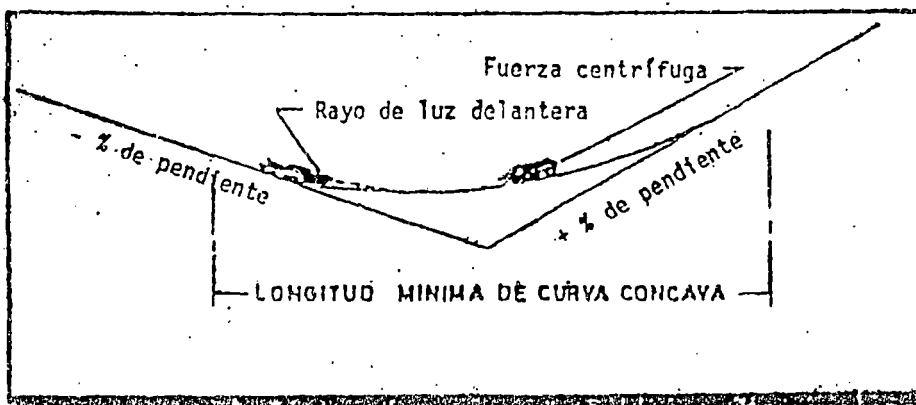 Fuerza centrífuga
Rayo de luz delantera
- % de pendiente
+ % de pendiente
LONGITUD MINIMA DE CURVA CONCAVA